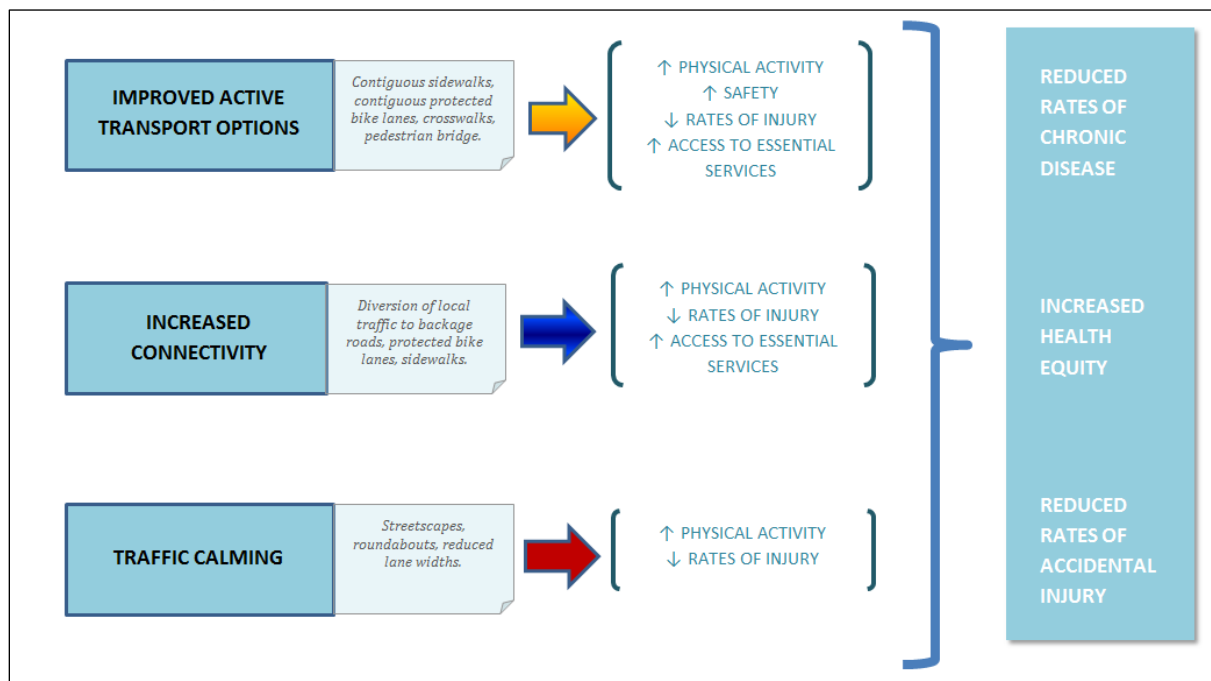 IMPROVED ACTIVE
TRANSPORT OPTIONS
Contiguous sidewalks,
contiguous protected
bike lanes, crosswalks,
pedestrian bridge.
↑ PHYSICAL ACTIVITY
↑ SAFETY
↓ RATES OF INJURY
↑ ACCESS TO ESSENTIAL
SERVICES
INCREASED
CONNECTIVITY
Diversion of local
traffic to backage
roads, protected bike
lanes, sidewalks.
↑ PHYSICAL ACTIVITY
↓ RATES OF INJURY
↑ ACCESS TO ESSENTIAL
SERVICES
TRAFFIC CALMING
Streetscapes,
roundabouts, reduced
lane widths.
↑ PHYSICAL ACTIVITY
↓ RATES OF INJURY
REDUCED
RATES OF
CHRONIC
DISEASE
INCREASED
HEALTH
EQUITY
REDUCED
RATES OF
ACCIDENTAL
INJURY